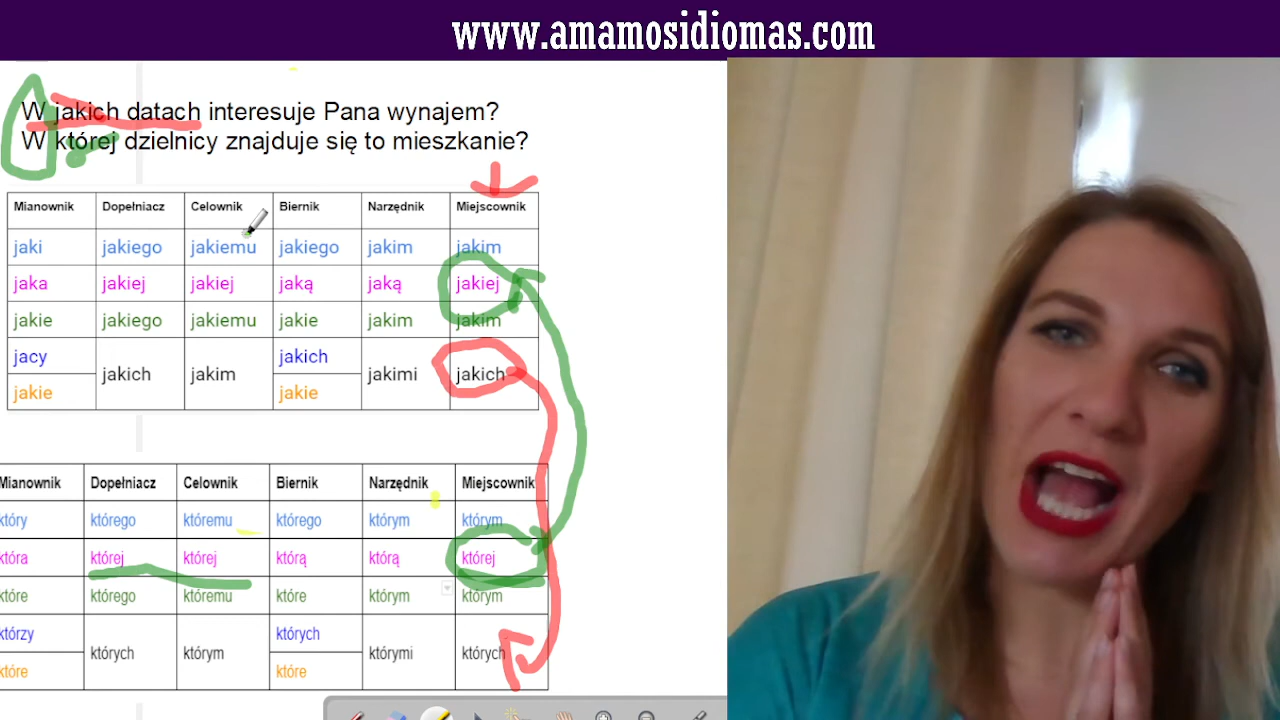 www.amamosidiomas.com
W jakich datach interesuje Pana wynajem?
W której dzielnicy znajduje się to mieszkanie?
Mianownik Dopełniacz Celownik Biernik Narzędnik Miejscownik
jaki jakiego jakiemu jakiego jakim jakim
jaka jakiej jakiej jaką jaką jakiej
jakie jakiego jakiemu jakie jakim jakim
jacy jakich
jakich jakim jakimi jakich
jakie jakie
Mianownik Dopełniacz Celownik Biernik Narzędnik Miejscownik
który którego któremu którego którym którym
która której której którą którą której
które którego któremu które którym którym
którzy których
których którym którymi których
które które